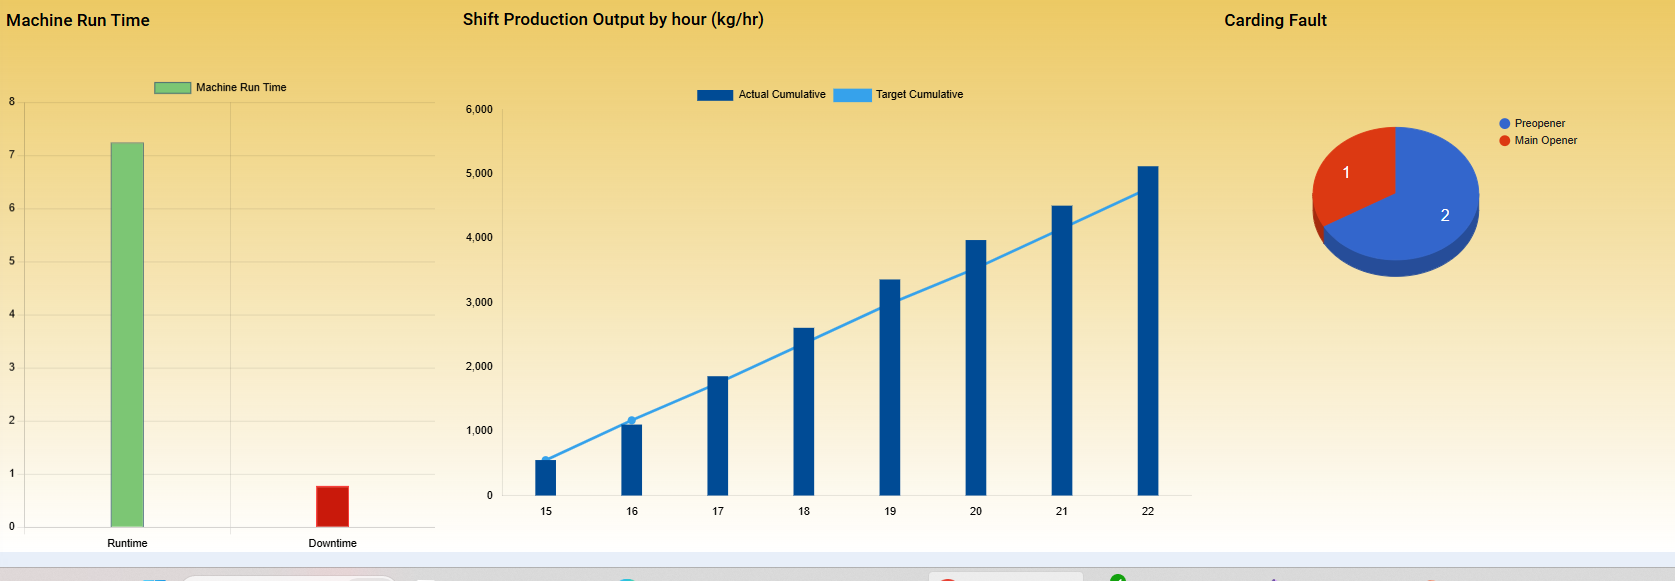 Machine Run Time
Machine Run Time
8
7
6
5
4
3
2
1
0
Runtime Downtime
Shift Production Output by hour (kg/hr)
Actual Cumulative Target Cumulative
6,000
5,000
4,000
3,000
2,000
1,000
0
15 16 17 18 19 20 21 22
Carding Fault
Preopener
Main Opener
1
2